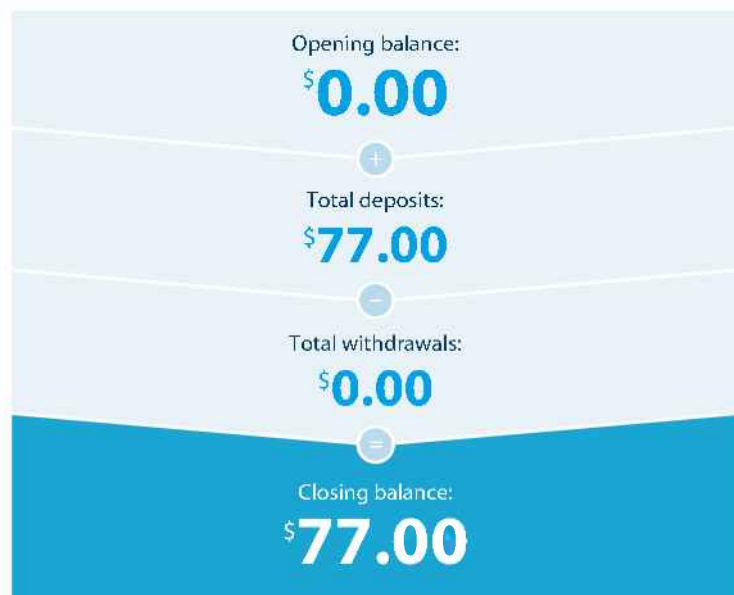 Opening balance:
$0.00
+
Total deposits:
$77.00
−
Total withdrawals:
$0.00
=
Closing balance:
$77.00